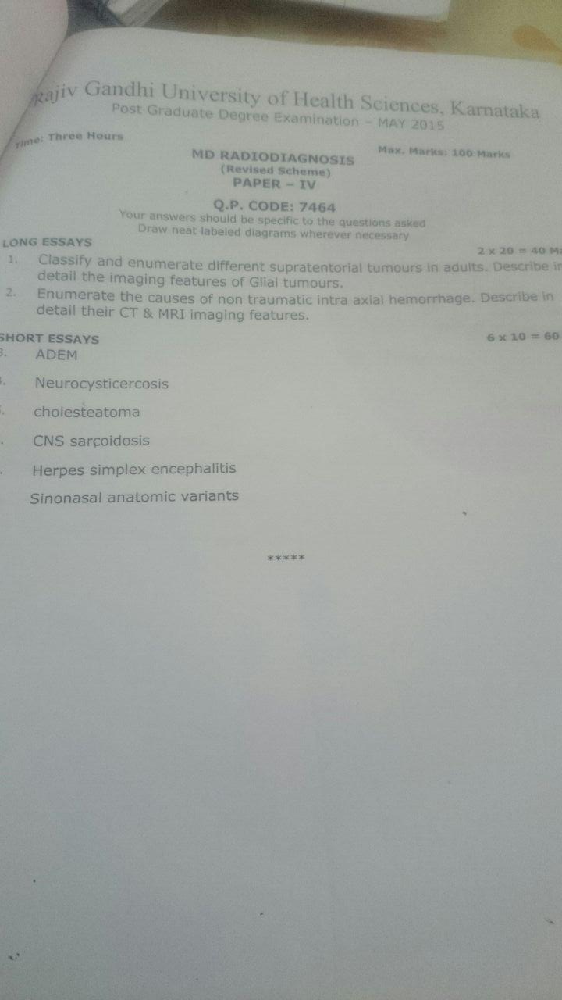 Rajiv Gandhi University of Health Sciences, Karnataka
Post Graduate Degree Examination – MAY 2015
Time: Three Hours
Max. Marks: 100 Marks
MD RADIODIAGNOSIS
(Revised Scheme)
PAPER – IV
Q.P. CODE: 7464
Your answers should be specific to the questions asked
Draw neat labeled diagrams wherever necessary
LONG ESSAYS
2 x 20 = 40 Ma
1. Classify and enumerate different supratentorial tumours in adults. Describe in
detail the imaging features of Glial tumours.
2. Enumerate the causes of non traumatic intra axial hemorrhage. Describe in
detail their CT & MRI imaging features.
SHORT ESSAYS
6 x 10 = 60
3. ADEM
Neurocysticercosis
cholesteatoma
CNS sarcoidosis
Herpes simplex encephalitis
Sinonasal anatomic variants
*****